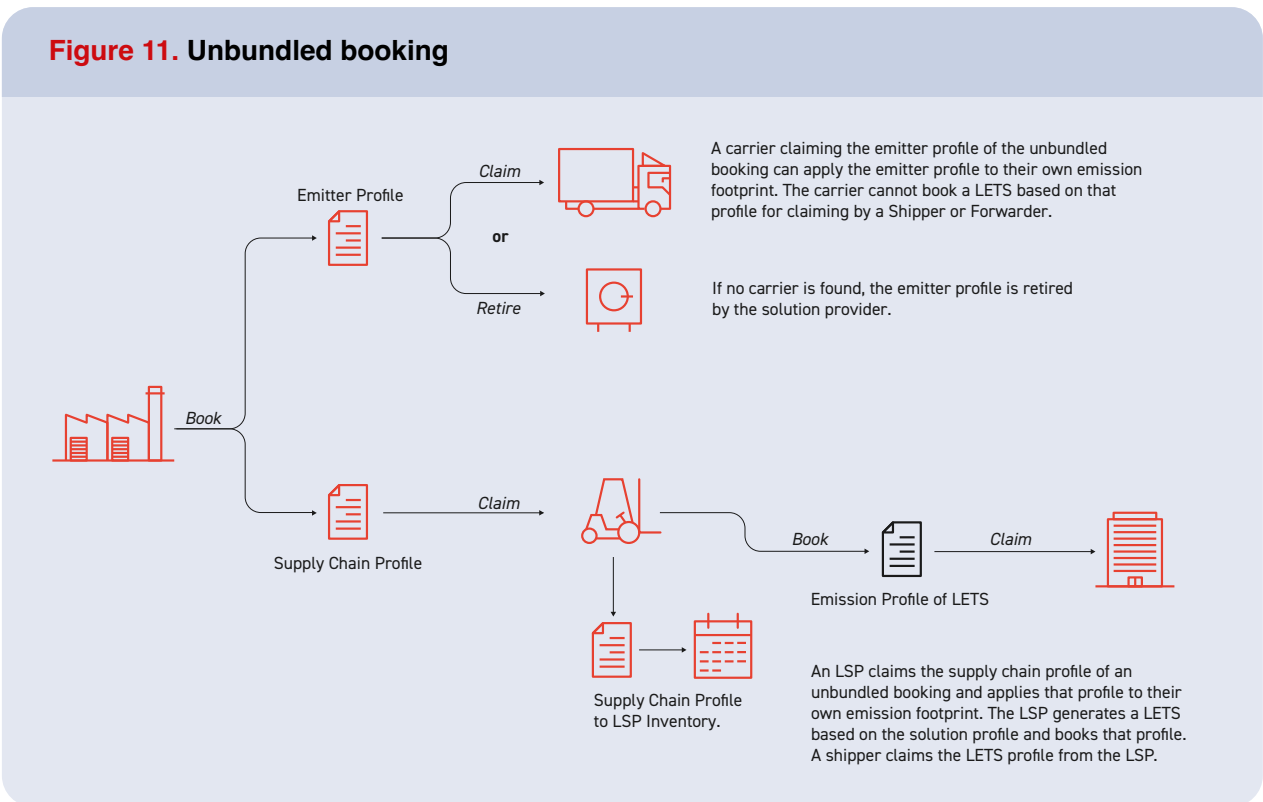 Figure 11. Unbundled booking
Emitter Profile
Claim
or
Retire
A carrier claiming the emitter profile of the unbundled
booking can apply the emitter profile to their own emission
footprint. The carrier cannot book a LETS based on that
profile for claiming by a Shipper or Forwarder.
If no carrier is found, the emitter profile is retired
by the solution provider.
Book
Supply Chain Profile
Claim
Book
Emission Profile of LETS
Claim
Supply Chain Profile
to LSP Inventory.
An LSP claims the supply chain profile of an
unbundled booking and applies that profile to their
own emission footprint. The LSP generates a LETS
based on the solution profile and books that profile.
A shipper claims the LETS profile from the LSP.